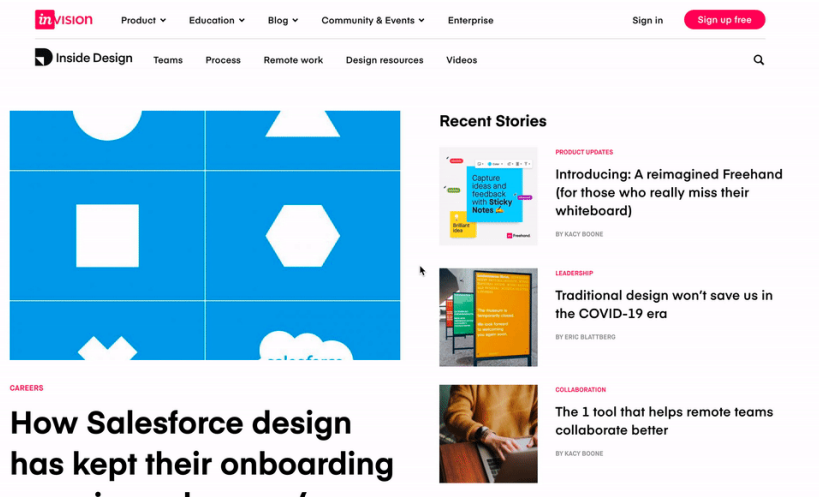 inVISION
Product
Education
Blog
Community & Events
Enterprise
Sign in
Sign up free
Inside Design
Teams
Process
Remote work
Design resources
Videos
salesforce
CAREERS
How Salesforce design
has kept their onboarding
Recent Stories
Capture
ideas and
feedback
with Sticky
Notes
Brilliant
idea
Freehand
PRODUCT UPDATES
Introducing: A reimagined Freehand
(for those who really miss their
whiteboard)
BY KACY BOONE
LEADERSHIP
Traditional design won’t save us in
the COVID-19 era
BY ERIC BLATTBERG
COLLABORATION
The 1 tool that helps remote teams
collaborate better
BY KACY BOONE